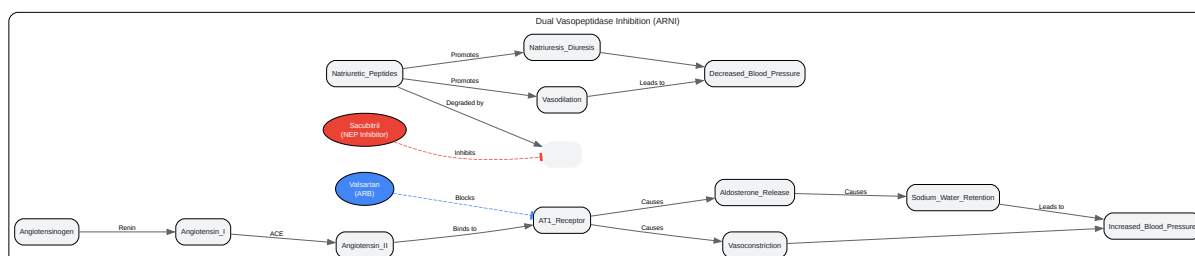 Dual Vasopeptidase Inhibition (ARNI)
Natriuretic_Peptides
Promotes
Natriuresis_Diuresis
Promotes
Vasodilation
Leads to
Decreased_Blood_Pressure
Degraded by
Sacubitril
(NEP Inhibitor)
Inhibits
Valsartan
(ARB)
Blocks
Angiotensinogen
Renin
Angiotensin_I
ACE
Angiotensin_II
Binds to
AT1_Receptor
Causes
Aldosterone_Release
Causes
Sodium_Water_Retention
Leads to
Causes
Vasoconstriction
Increased_Blood_Pressure